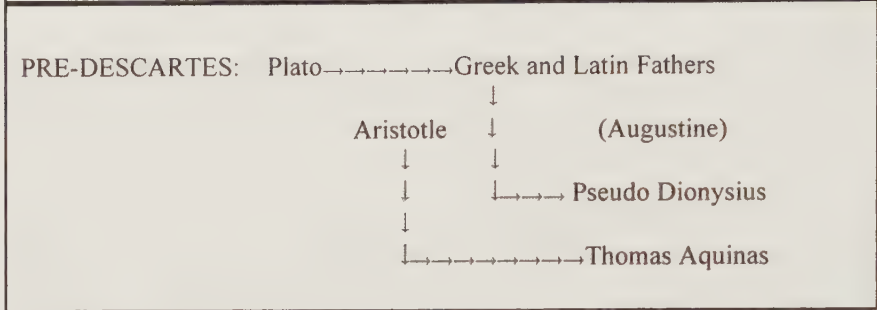 PRE-DESCARTES: Plato→→→→→Greek and Latin Fathers
↓
Aristotle ↓ (Augustine)
↓ ↓
↓ ↓→→→ Pseudo Dionysius
↓
↓→→→→→→→Thomas Aquinas